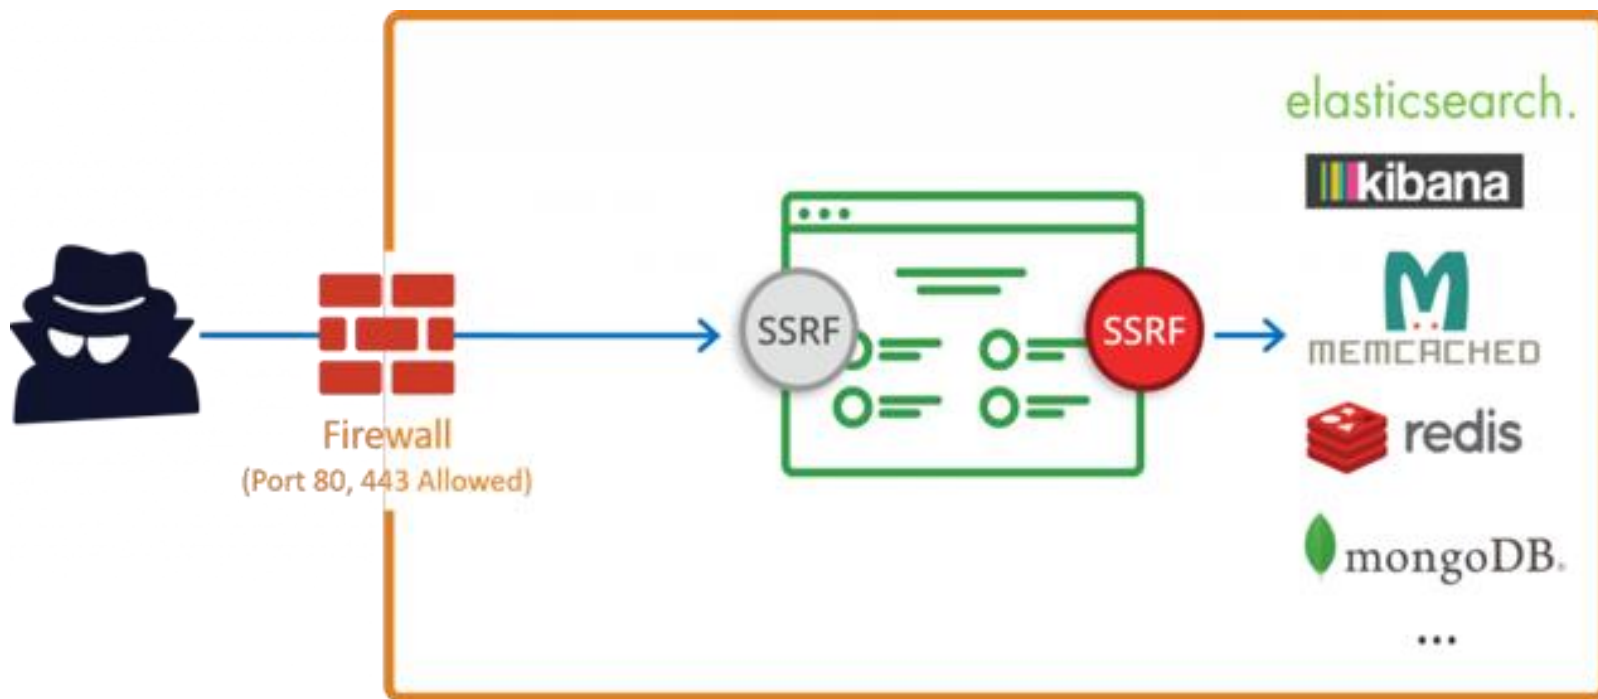 Firewall
(Port 80, 443 Allowed)
SSRF
SSRF
elasticsearch.
kibana
MEMCACHED
redis
mongoDB.
...